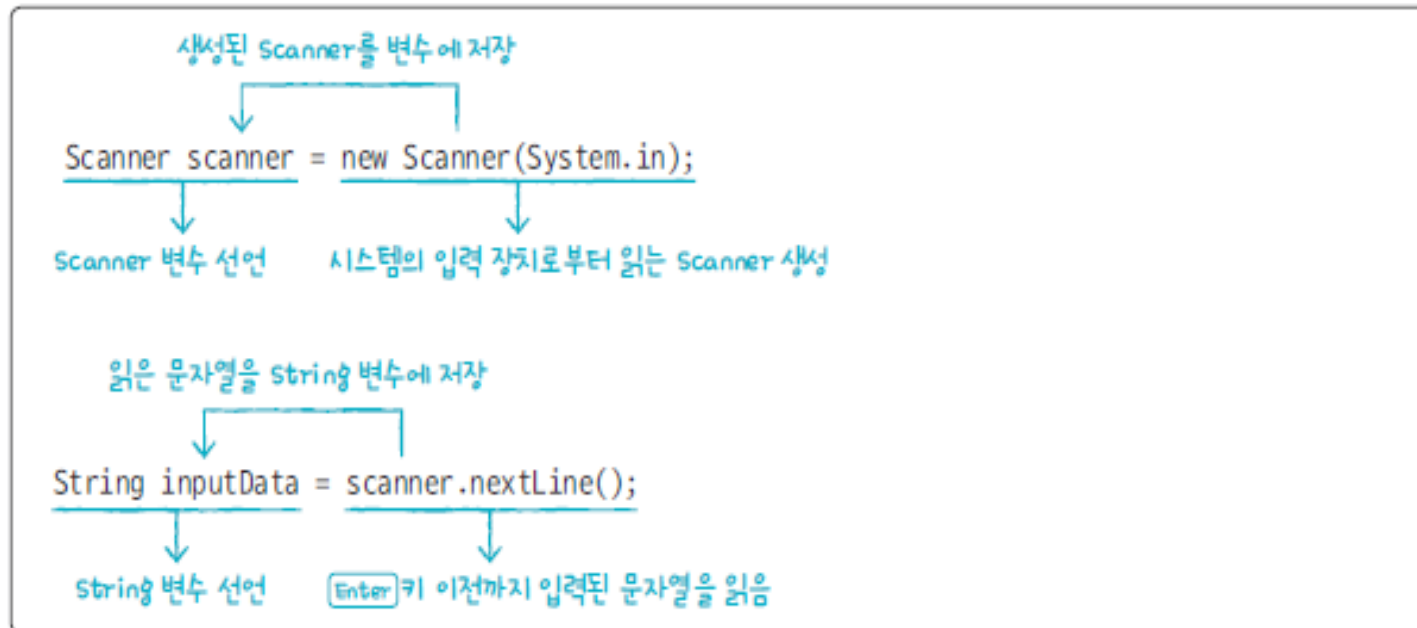 생성된 Scanner를 변수에 저장
Scanner scanner = new Scanner(System.in);
Scanner 변수 선언 시스템의 입력 장치로부터 읽는 Scanner 생성
읽은 문자열을 String 변수에 저장
String inputData = scanner.nextLine();
String 변수 선언 Enter키 이전까지 입력된 문자열을 읽음